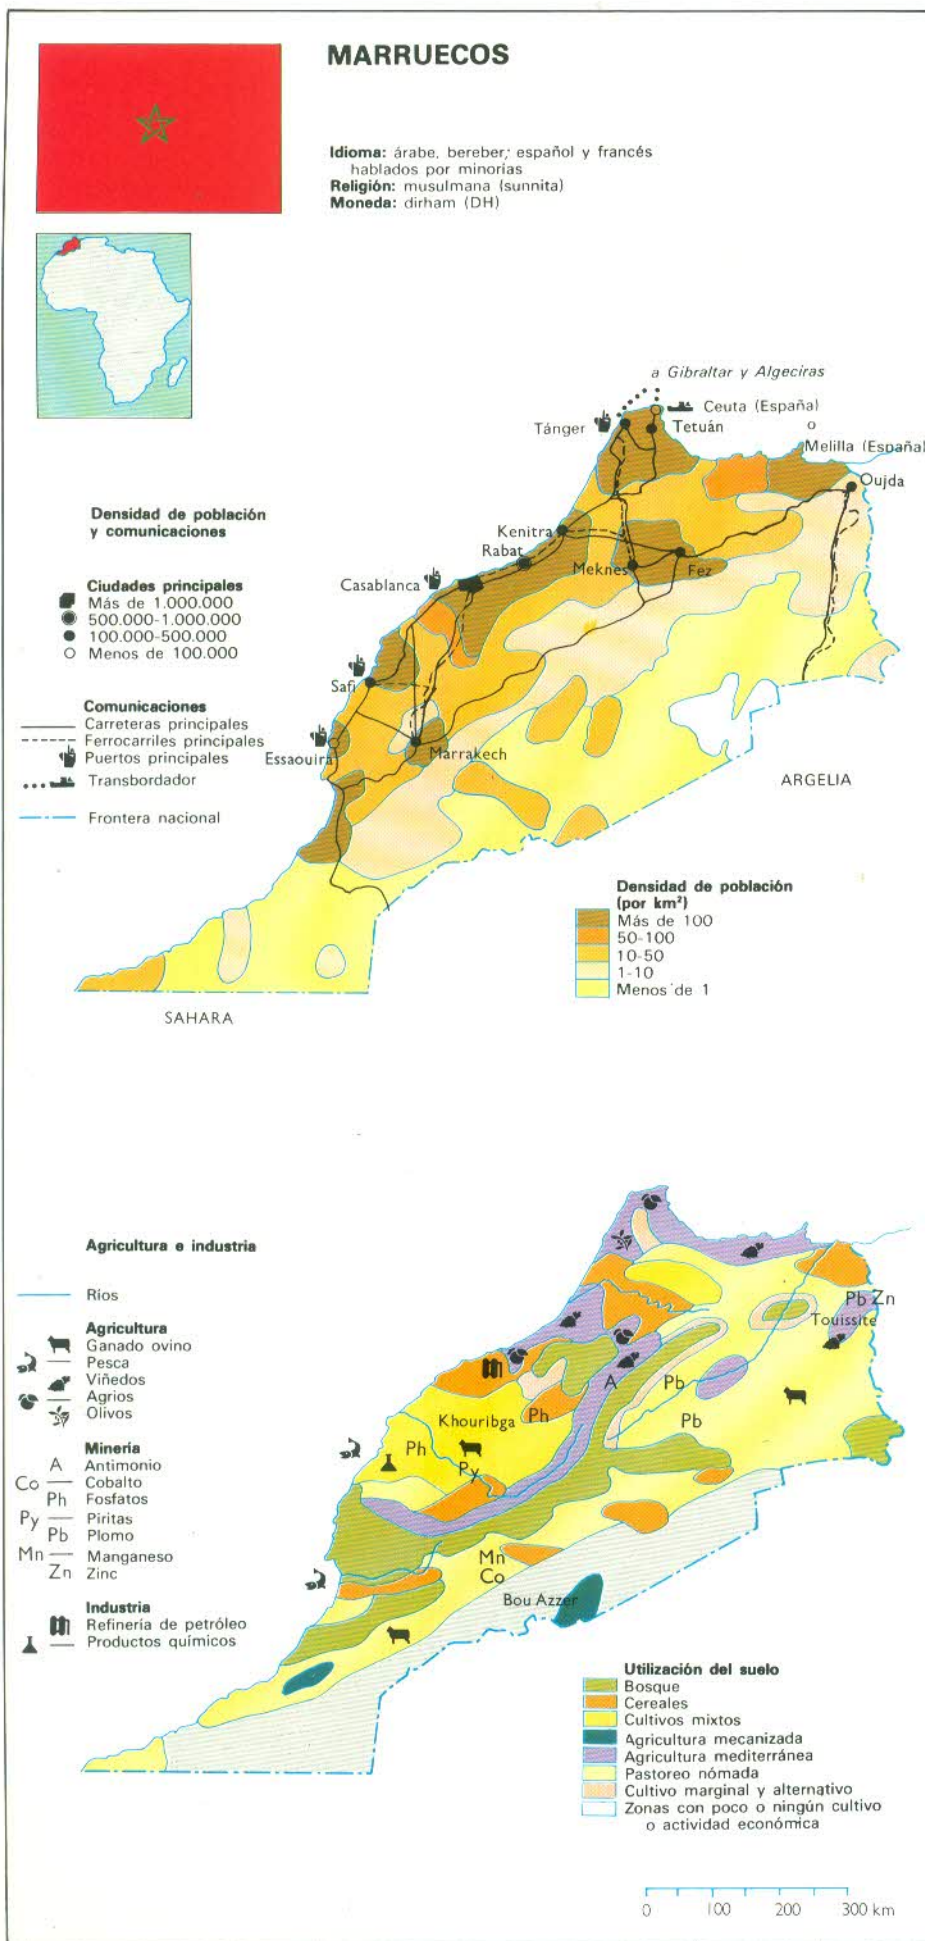 MARRUECOS
Idioma: árabe, bereber; español y francés
hablados por minorías
Religión: musulmana (sunnita)
Moneda: dirham (DH)
a Gibraltar y Algeciras
Ceuta (España)
Tánger
Tetuán
Melilla (España)
Oujda
Kenitra
Rabat
Meknes
Fez
Casablanca
Safi
Essaouira
Marrakech
ARGELIA
SAHARA
Densidad de población
y comunicaciones
Ciudades principales
Más de 1.000.000
500.000-1.000.000
100.000-500.000
Menos de 100.000
Comunicaciones
Carreteras principales
Ferrocarriles principales
Puertos principales
Transbordador
Frontera nacional
Densidad de población
(por km²)
Más de 100
50-100
10-50
1-10
Menos de 1
Agricultura e industria
Ríos
Agricultura
Ganado ovino
Pesca
Viñedos
Agrios
Olivos
Minería
A Antimonio
Co Cobalto
Ph Fosfatos
Py Piritas
Pb Plomo
Mn Manganeso
Zn Zinc
Industria
Refinería de petróleo
Productos químicos
Pb Zn
Touissite
A
Pb
Pb
Khouribga
Ph
Ph
Py
Mn
Co
Bou Azzer
Utilización del suelo
Bosque
Cereales
Cultivos mixtos
Agricultura mecanizada
Agricultura mediterránea
Pastoreo nómada
Cultivo marginal y alternativo
Zonas con poco o ningún cultivo
o actividad económica
0 100 200 300 km